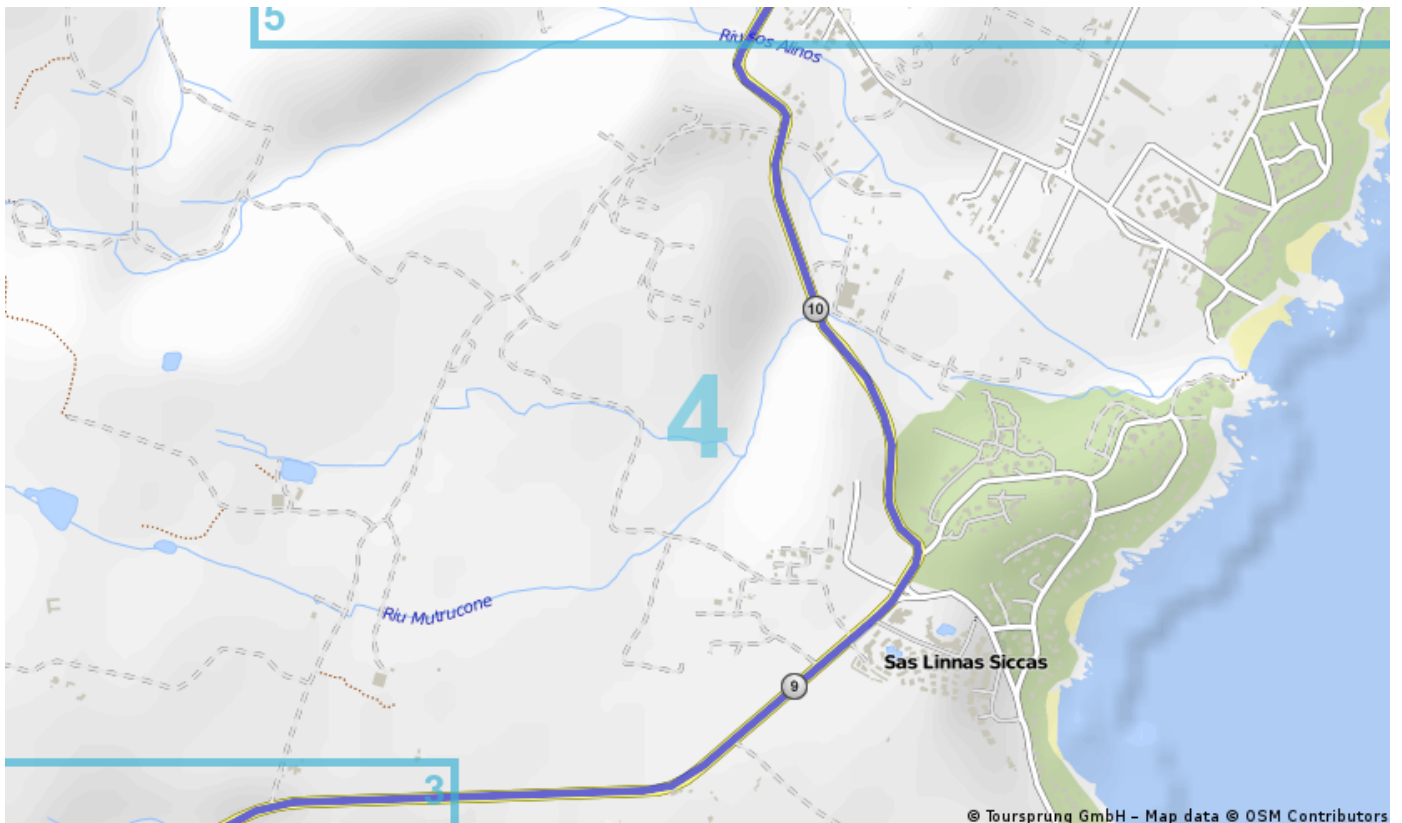 5
Riu sos Alinos
10
4
Riu Mutrucone
Sas Linnas Siccas
9
3
© Toursprung GmbH – Map data © OSM Contributors